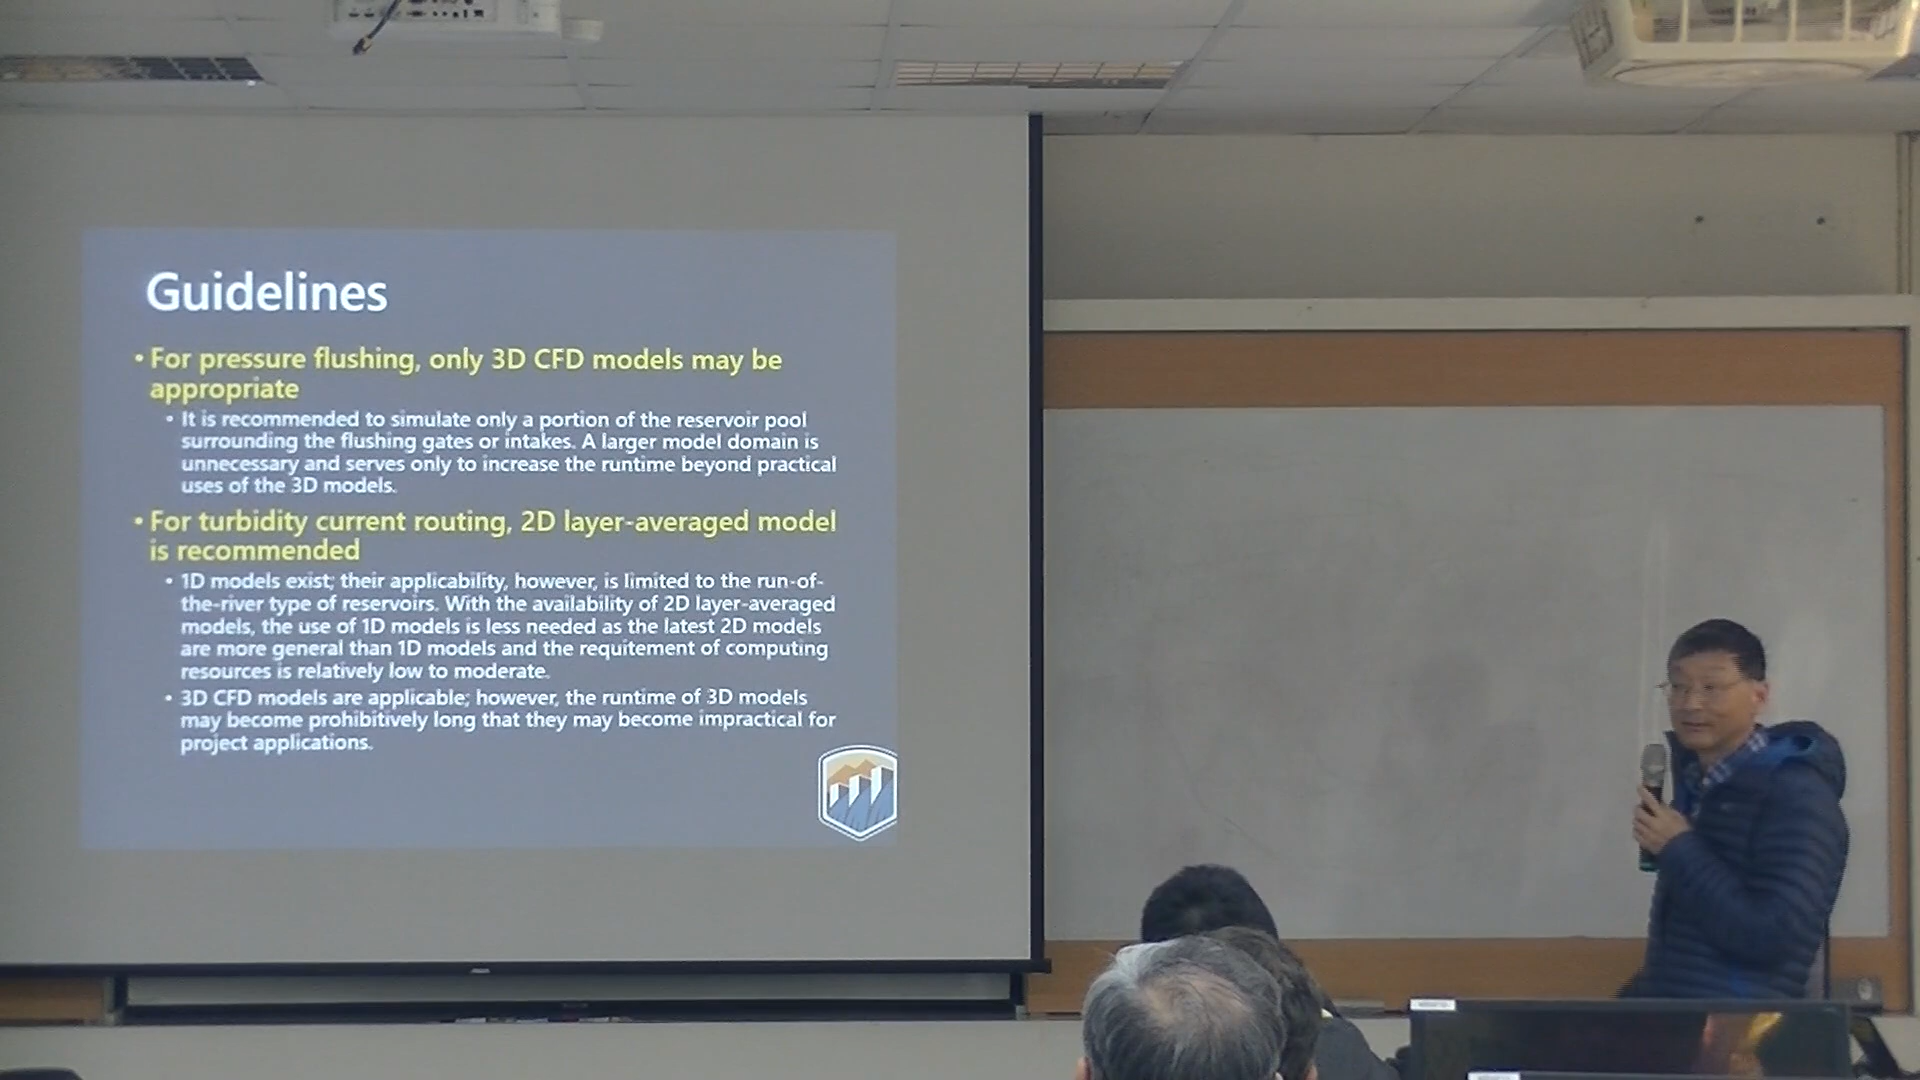 Guidelines
• For pressure flushing, only 3D CFD models may be
appropriate
• It is recommended to simulate only a portion of the reservoir pool
surrounding the flushing gates or intakes. A larger model domain is
unnecessary and serves only to increase the runtime beyond practical
uses of the 3D models.
• For turbidity current routing, 2D layer-averaged model
is recommended
• 1D models exist; their applicability, however, is limited to the run-of-
the-river type of reservoirs. With the availability of 2D layer-averaged
models, the use of 1D models is less needed as the latest 2D models
are more general than 1D models and the requitement of computing
resources is relatively low to moderate.
• 3D CFD models are applicable; however, the runtime of 3D models
may become prohibitively long that they may become impractical for
project applications.